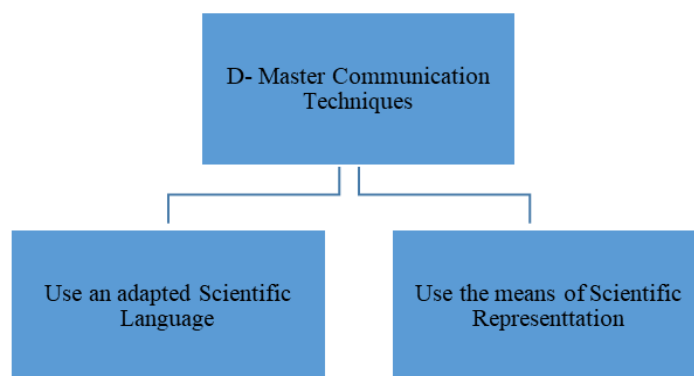 D- Master Communication
Techniques
Use an adapted Scientific
Language
Use the means of Scientific
Representtation